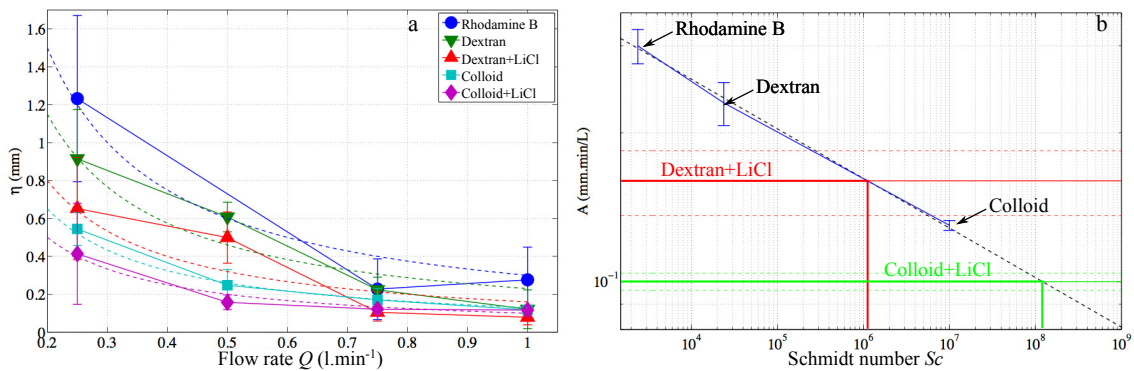 a
Rhodamine B
Dextran
Dextran+LiCl
Colloid
Colloid+LiCl
1.6
1.4
1.2
1
0.8
0.6
0.4
0.2
0
η (mm)
0.2 0.3 0.4 0.5 0.6 0.7 0.8 0.9 1
Flow rate Q (l.min⁻¹)
b
Rhodamine B
Dextran
Dextran+LiCl
Colloid
Colloid+LiCl
A (mm.min/L)
10⁻¹
10⁴ 10⁵ 10⁶ 10⁷ 10⁸ 10⁹
Schmidt number Sc